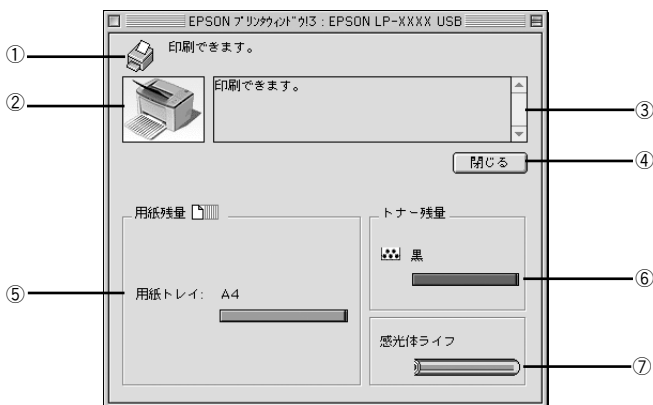 EPSON プリンタウィンドウ!3 : EPSON LP-XXXX USB
① 印刷できます。
② 印刷できます。 ③
閉じる ④
用紙残量
トナー残量
黒
⑤ 用紙トレイ: A4 ⑥
感光体ライフ
⑦